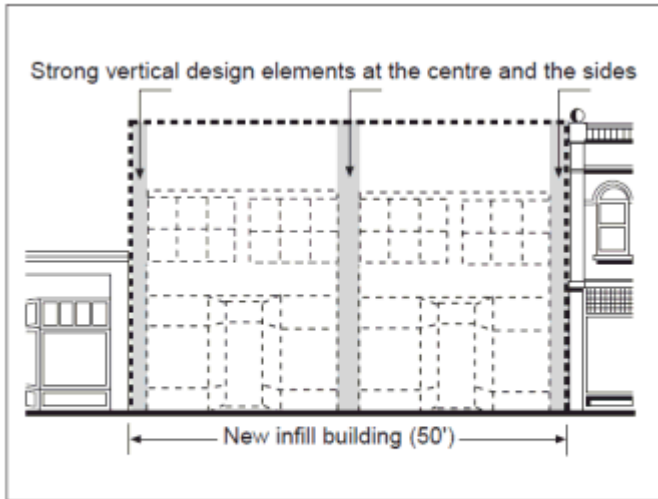 Strong vertical design elements at the centre and the sides
New infill building (50')